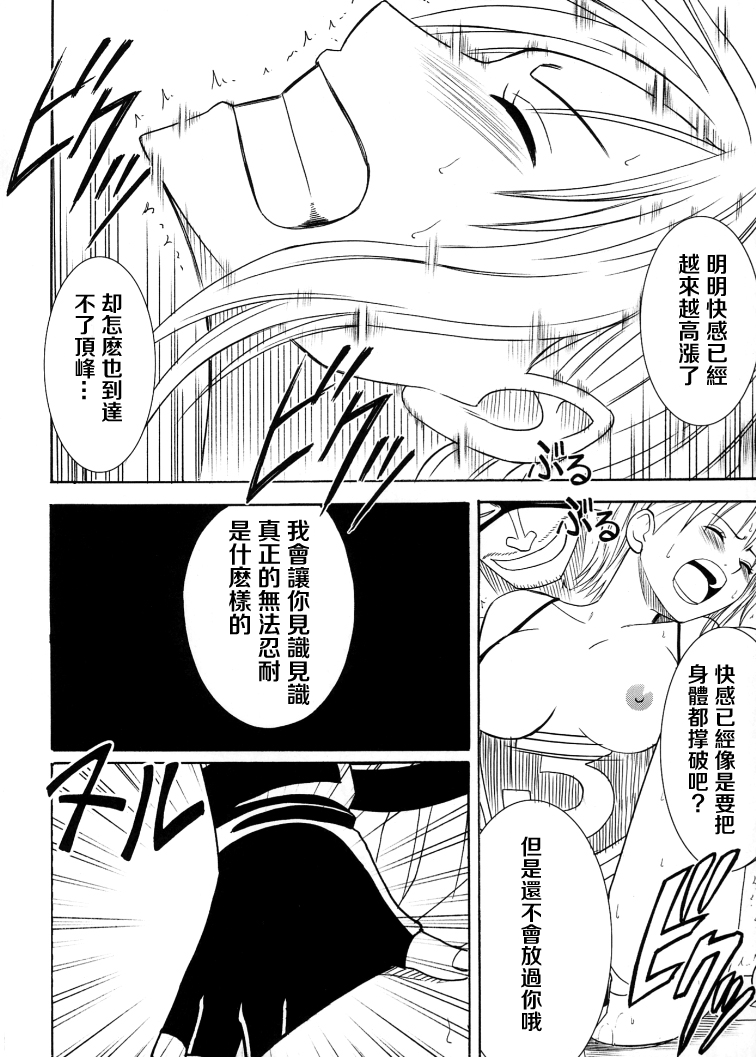 明明快感已經
越來越高漲了
却怎麼也到達
不了頂峰…
ビクッ
ビクッ
ぶる
ぶる
快感已經像是要把
身體都撑破吧？
但是還不會放過你哦
ビクッ
我會讓你見識見識
真正的無法忍耐
是什麼樣的
ヌル